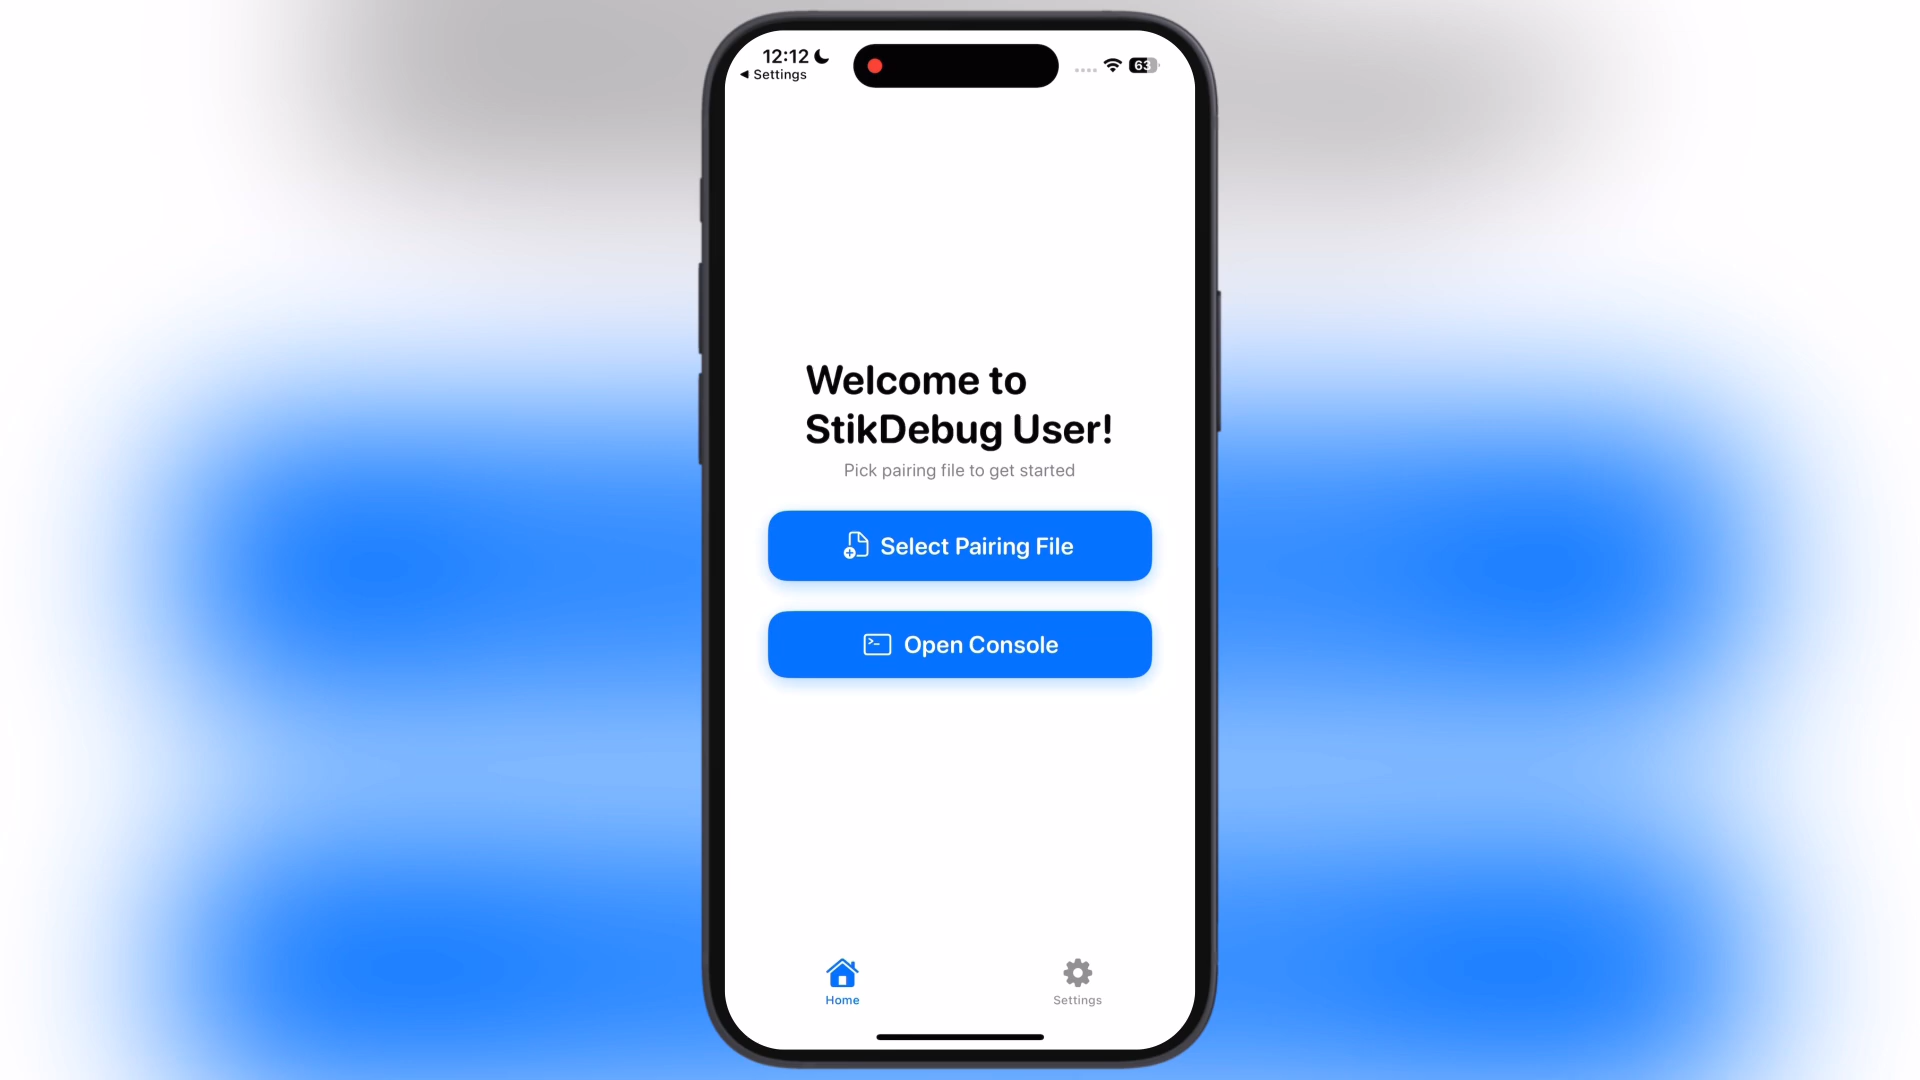 12:12
Settings
63
Welcome to
StikDebug User!
Pick pairing file to get started
Select Pairing File
Open Console
Home
Settings